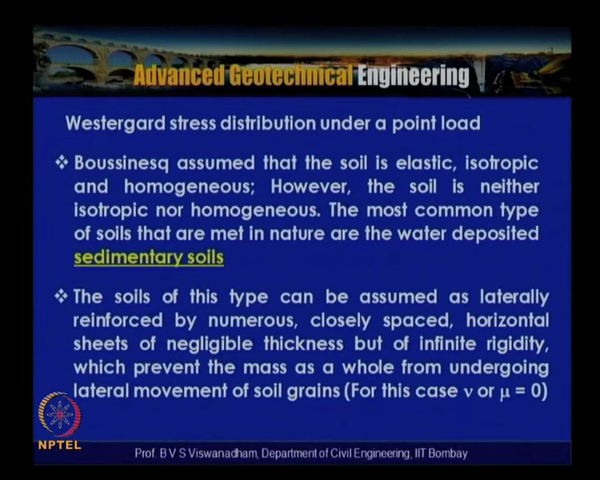 Advanced Geotechnical Engineering
Westergard stress distribution under a point load
❖ Boussinesq assumed that the soil is elastic, isotropic
and homogeneous; However, the soil is neither
isotropic nor homogeneous. The most common type
of soils that are met in nature are the water deposited
sedimentary soils
❖ The soils of this type can be assumed as laterally
reinforced by numerous, closely spaced, horizontal
sheets of negligible thickness but of infinite rigidity,
which prevent the mass as a whole from undergoing
lateral movement of soil grains (For this case ν or μ = 0)
NPTEL
Prof. B V S Viswanadham, Department of Civil Engineering, IIT Bombay